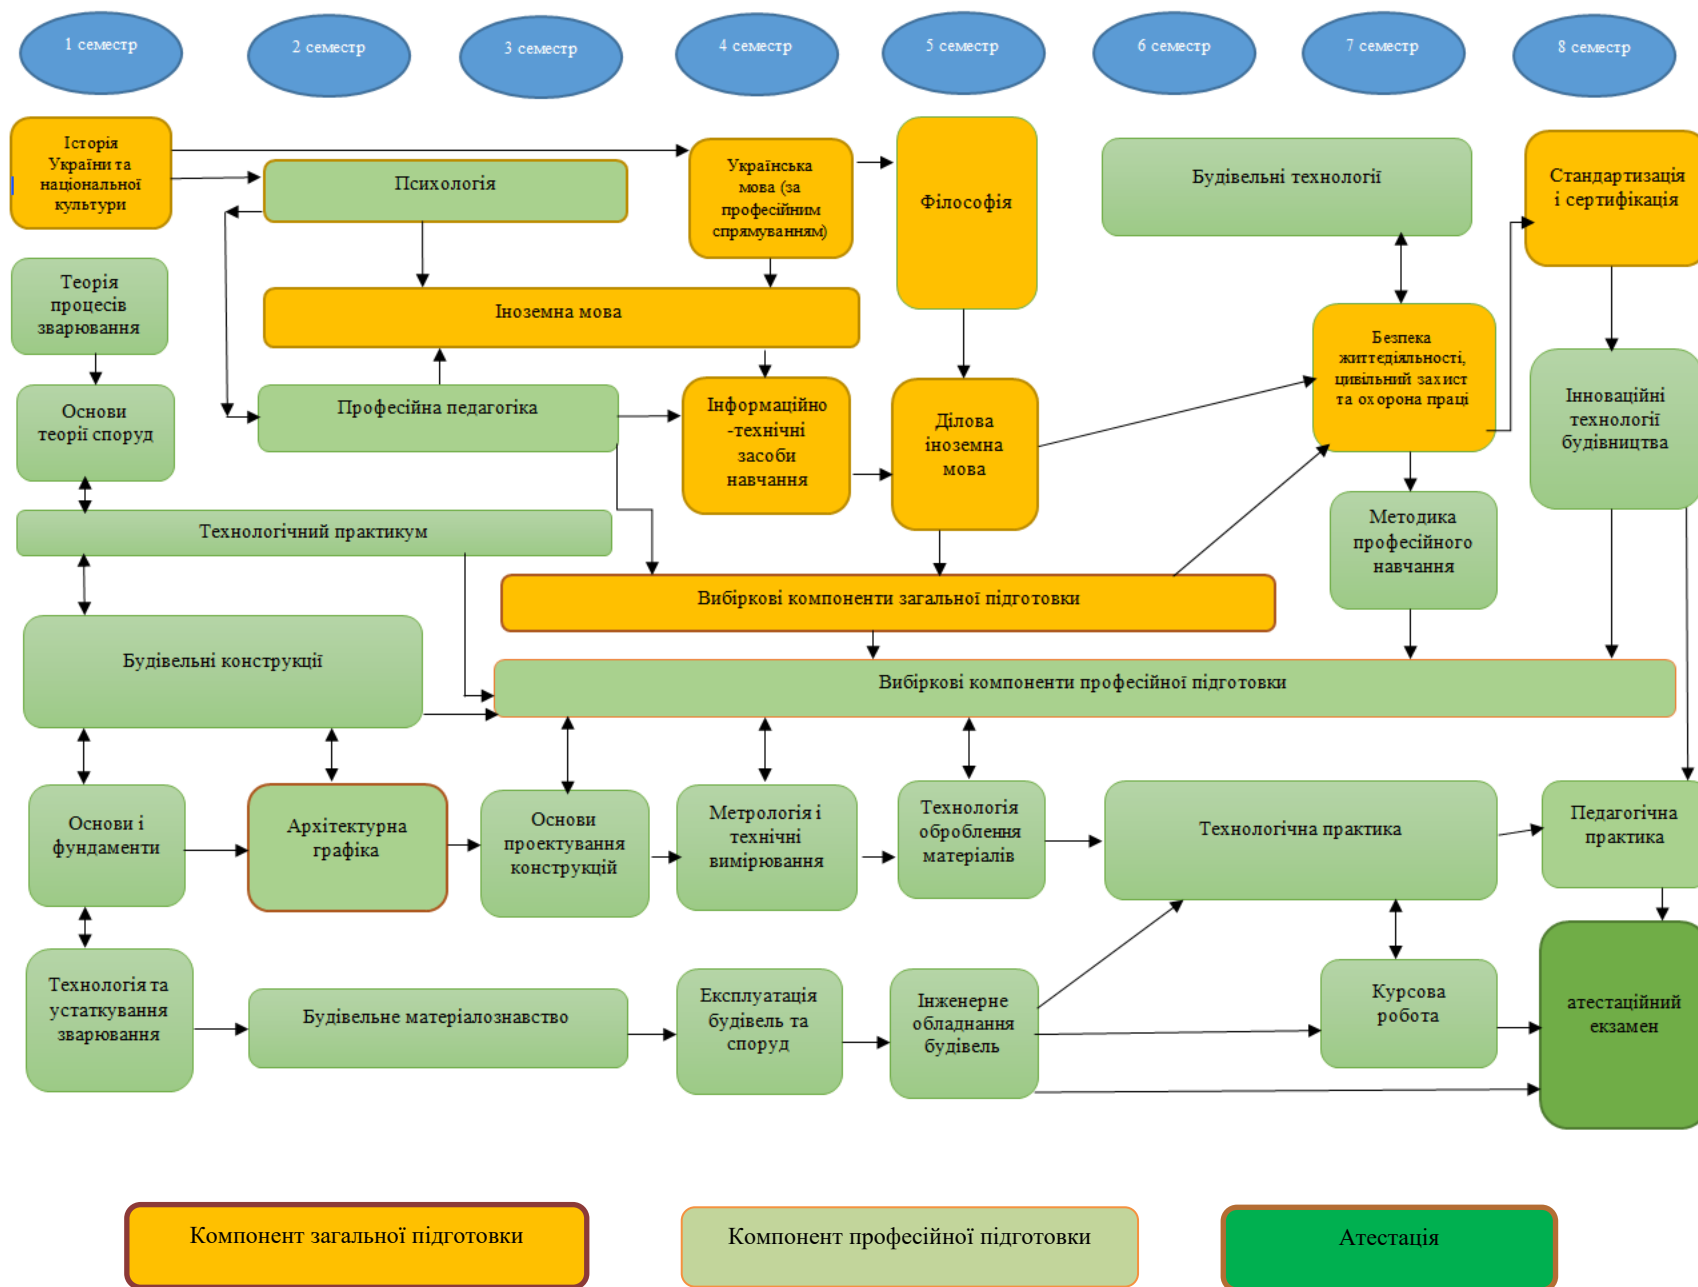 1 семестр
2 семестр
3 семестр
4 семестр
5 семестр
6 семестр
7 семестр
8 семестр
Історія
України та
національної
культури
Психологія
Українська
мова (за
професійним
спрямуванням)
Філософія
Будівельні технології
Стандартизація
і сертифікація
Теорія
процесів
зварювання
Іноземна мова
Безпека
життєдіяльності,
цивільний захист
та охорона праці
Основи
теорії споруд
Професійна педагогіка
Інформаційно
-технічні
засоби
навчання
Ділова
іноземна
мова
Інноваційні
технології
будівництва
Технологічний практикум
Методика
професійного
навчання
Вибіркові компоненти загальної підготовки
Будівельні конструкції
Вибіркові компоненти професійної підготовки
Основи і
фундаменти
Архітектурна
графіка
Основи
проектування
конструкцій
Метрологія і
технічні
вимірювання
Технологія
оброблення
матеріалів
Технологічна практика
Педагогічна
практика
Технологія та
устаткування
зварювання
Будівельне матеріалознавство
Експлуатація
будівель та
споруд
Інженерне
обладнання
будівель
Курсова
робота
атестаційний
екзамен
Компонент загальної підготовки
Компонент професійної підготовки
Атестація